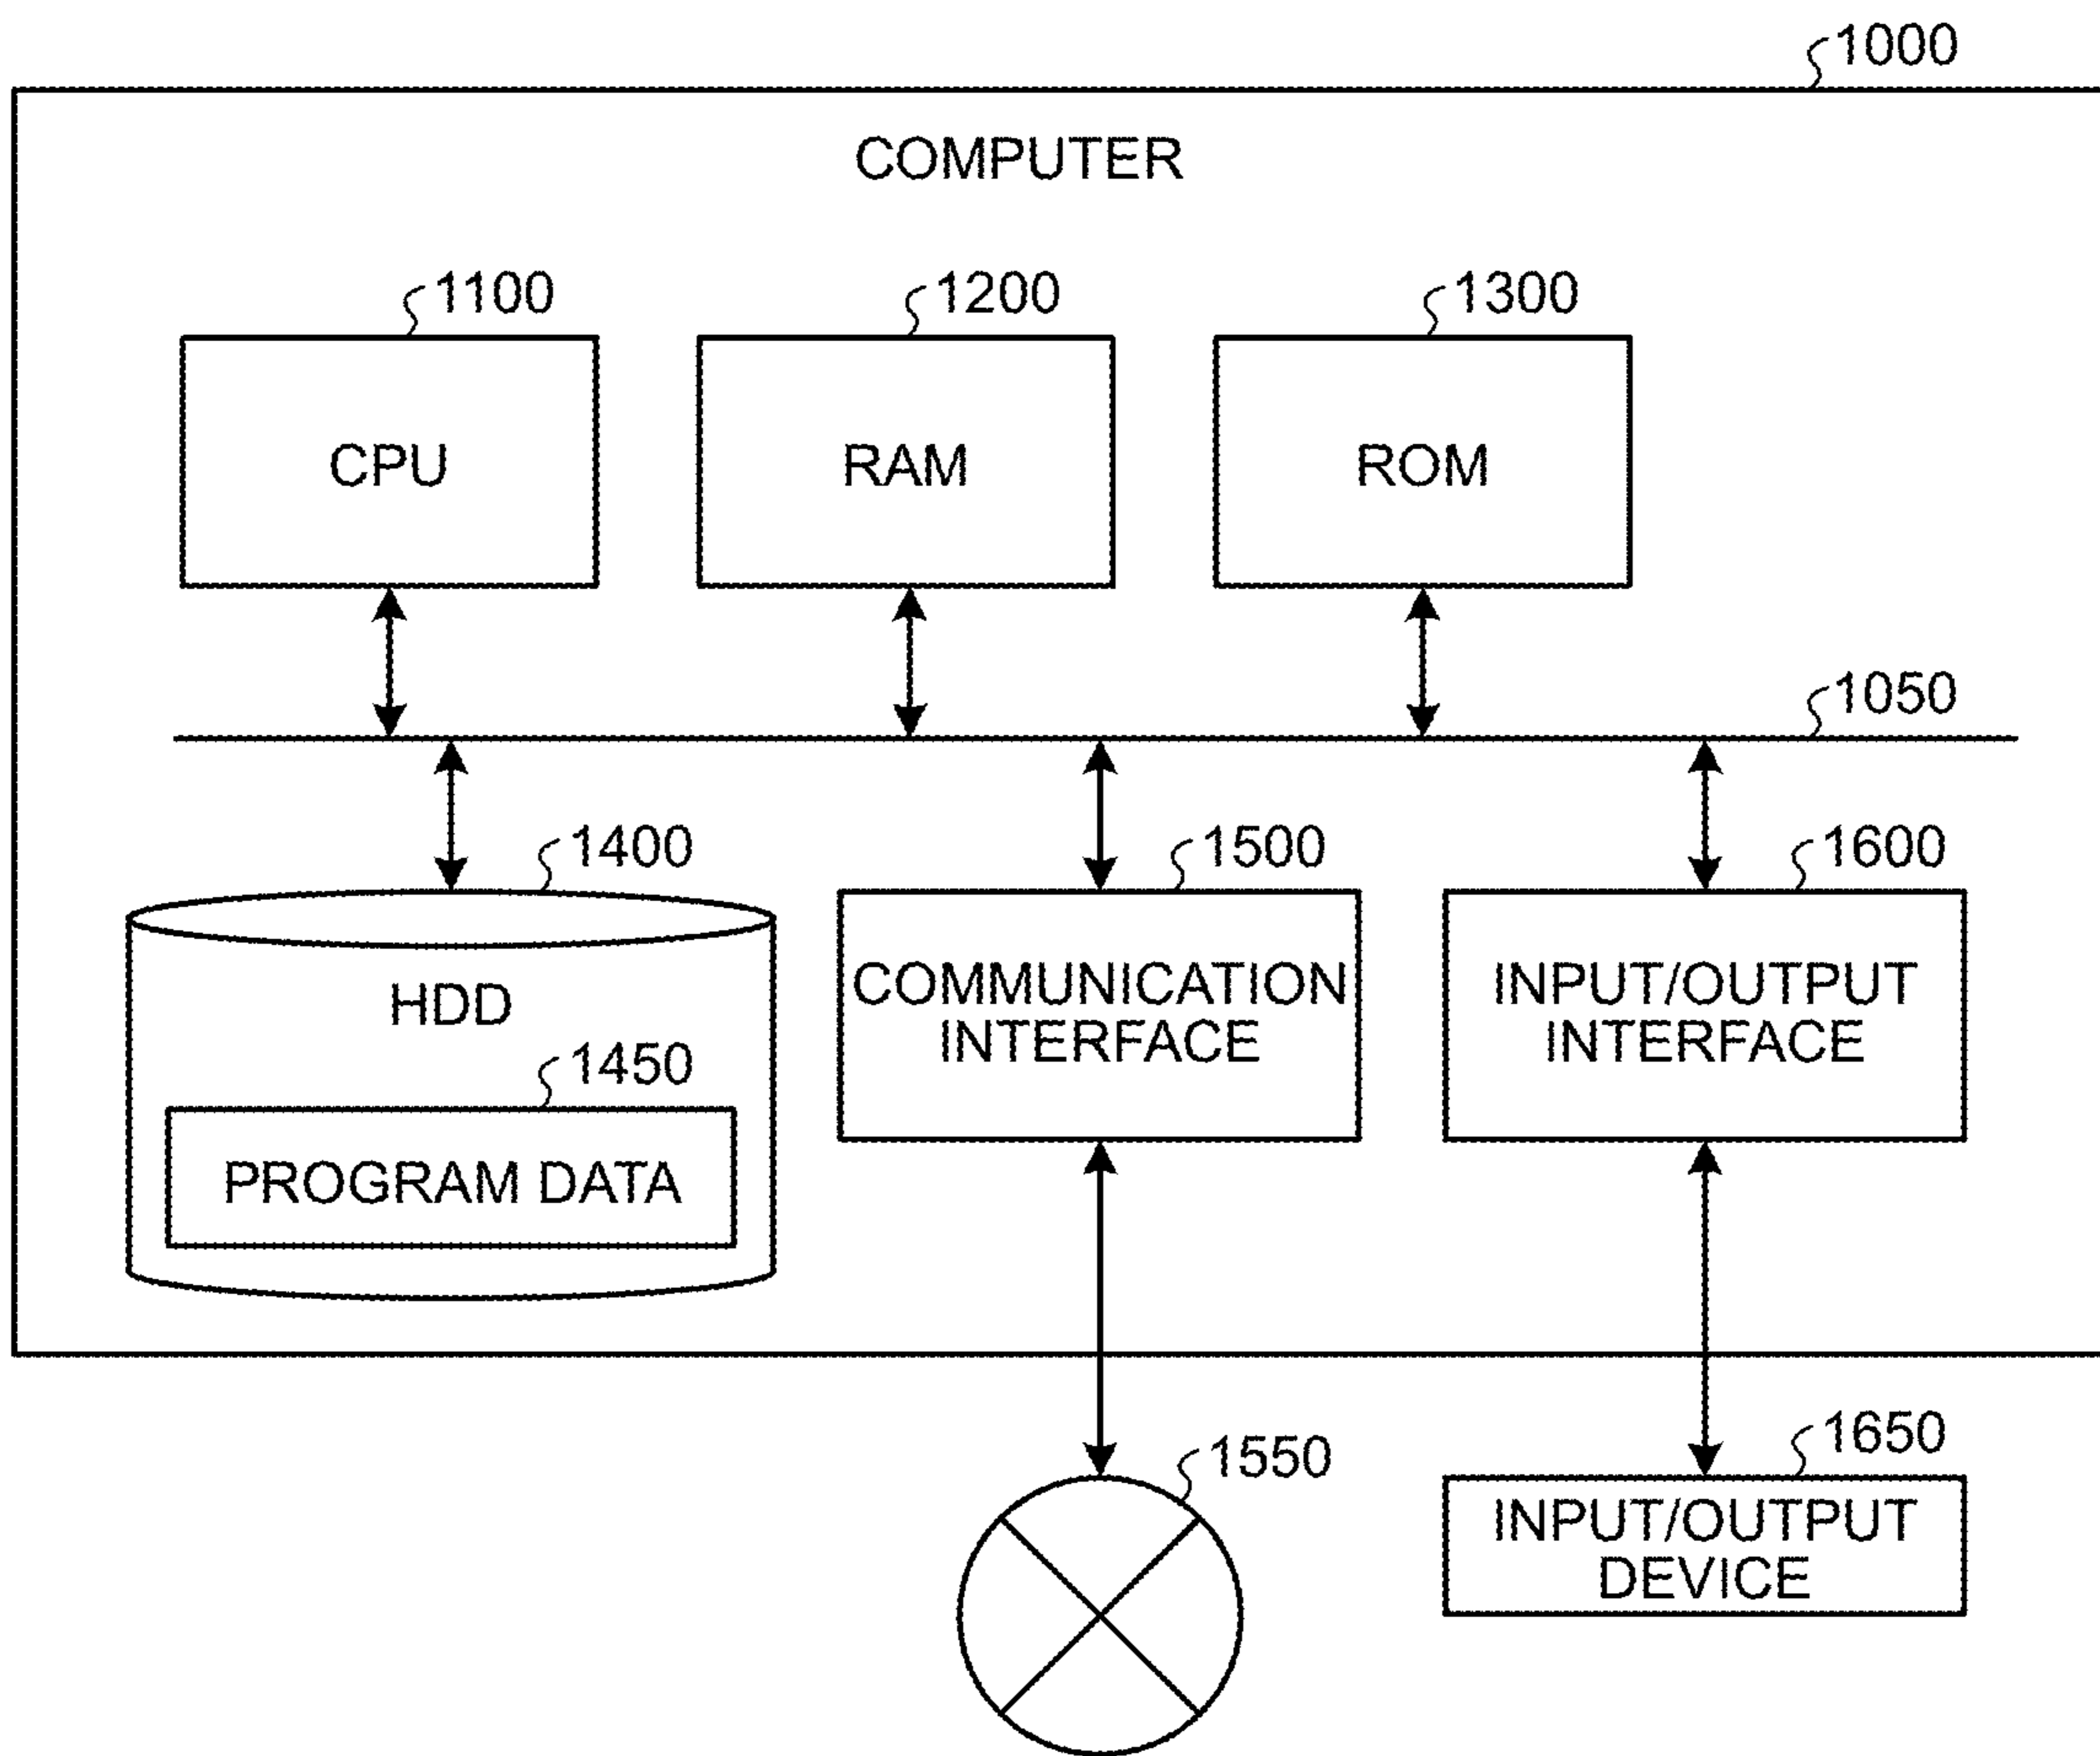 1000
COMPUTER
1100
1200
1300
CPU
RAM
ROM
1050
1400
1500
1600
HDD
COMMUNICATION
INTERFACE
INPUT/OUTPUT
INTERFACE
1450
PROGRAM DATA
1550
1650
INPUT/OUTPUT
DEVICE